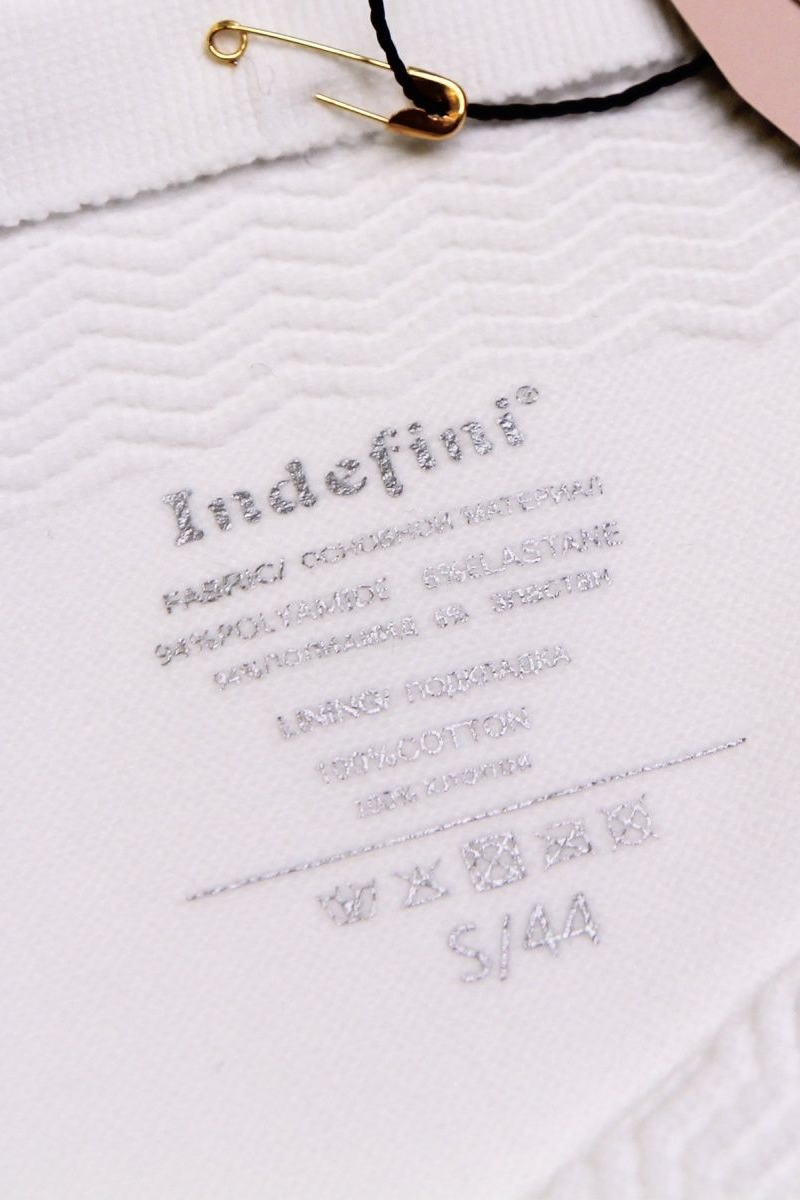 Indefini®
FABRIC/ ОСНОВНОЙ МАТЕРИАЛ
94%POLYAMIDE 6%ELASTANE
94%ПОЛИАМИД 6% ЭЛАСТАН
LINING/ ПОДКЛАДКА
100%COTTON
100% ХЛОПОК
S/44